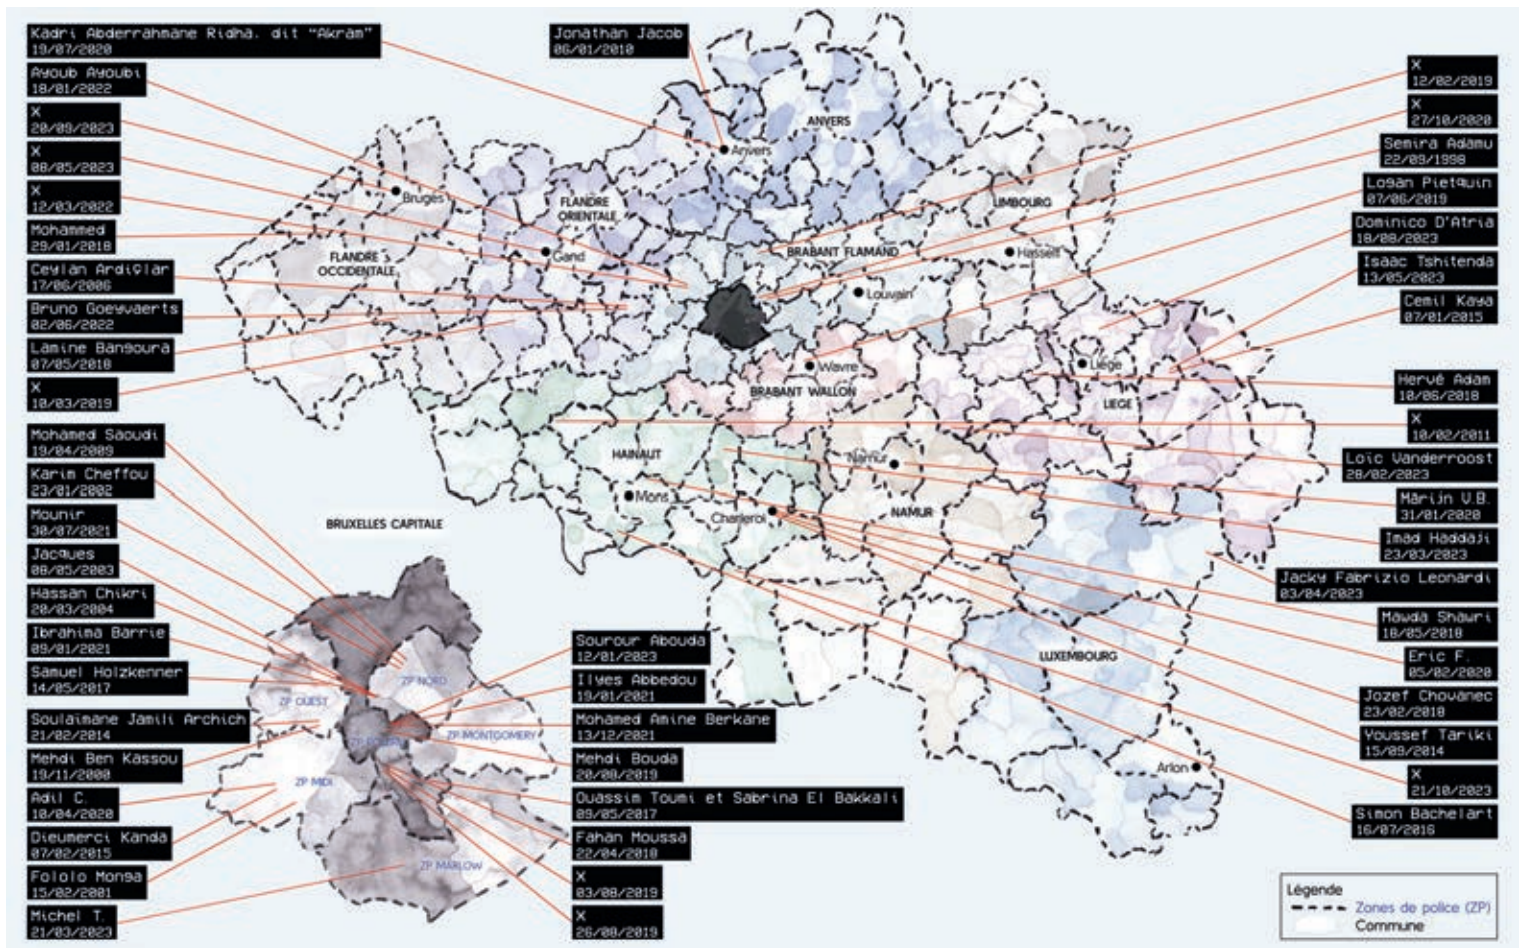 Kadri Abderrahmane Ridha, dit "Akram"
19/07/2020
Ayoub Ayoubi
18/01/2022
X
20/09/2023
X
08/05/2023
X
12/03/2022
Mohammed
29/01/2018
Ceylan Ardiçlar
17/06/2006
Bruno Goeyvaerts
02/06/2022
Lamine Bangoura
07/05/2018
X
10/03/2019
Mohamed Saoudi
19/04/2009
Karim Cheffou
23/01/2002
Mounir
30/07/2021
Jacques
08/05/2003
Hassan Chikri
20/03/2004
Ibrahima Barrie
09/01/2021
Samuel Holzkenner
14/05/2017
Soulaïmane Jamili Archich
21/02/2014
Mehdi Ben Kassou
19/11/2000
Adil C.
10/04/2020
Dieumerci Kanda
07/02/2015
Fololo Monga
15/02/2001
Michel T.
21/03/2023
Jonathan Jacob
06/01/2010
ANVERS
Anvers
Bruges
FLANDRE
ORIENTALE
Gand
FLANDRE
OCCIDENTALE
LIMBOURG
Hasselt
BRABANT FLAMAND
Louvain
Wavre
BRABANT WALLON
Liège
LIEGE
HAINAUT
Mons
Charleroi
Namur
NAMUR
LUXEMBOURG
Arlon
BRUXELLES CAPITALE
ZP NORD
ZP OUEST
ZP MONTGOMERY
ZP MIDI
ZP MARLOW
Sourour Abouda
12/01/2023
Ilyes Abbedou
19/01/2021
Mohamed Amine Berkane
13/12/2021
Mehdi Bouda
20/08/2019
Ouassim Toumi et Sabrina El Bakkali
09/05/2017
Fahan Moussa
22/04/2018
X
03/08/2019
X
26/08/2019
X
12/02/2019
X
27/10/2020
Semira Adamu
22/09/1998
Logan Pietquin
07/06/2019
Dominico D'Atria
18/08/2023
Isaac Tshitenda
13/05/2023
Cemil Kaya
07/01/2015
Hervé Adam
10/06/2018
X
10/02/2011
Loïc Vanderroost
28/02/2023
Marijn V.B.
31/01/2020
Imad Haddaji
23/03/2023
Jacky Fabrizio Leonardi
03/04/2023
Mawda Shawri
18/05/2018
Eric F.
05/02/2020
Jozef Chovanec
23/02/2018
Youssef Tariki
15/09/2014
X
21/10/2023
Simon Bachelart
16/07/2016
Légende
Zones de police (ZP)
Commune